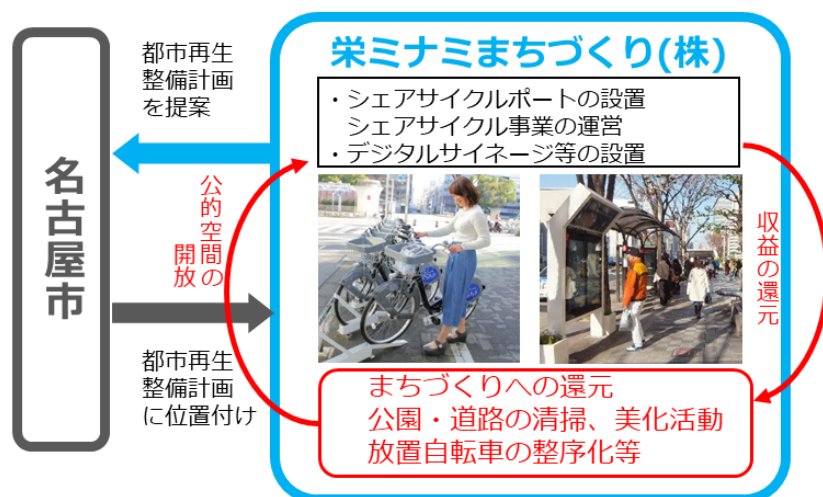 都市再生
整備計画
を提案
名古屋市
都市再生
整備計画
に位置付け
栄ミナミまちづくり(株)
・シェアサイクルポートの設置
シェアサイクル事業の運営
・デジタルサイネージ等の設置
公的空間の
開放
収益の還元
まちづくりへの還元
公園・道路の清掃、美化活動
放置自転車の整序化等